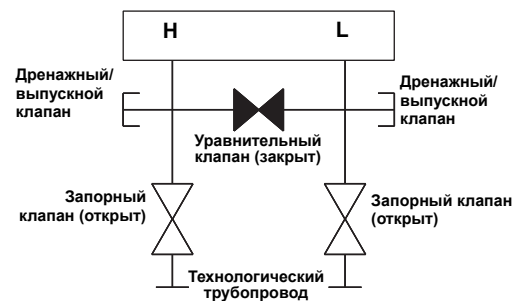 H
L
Дренажный/
выпускной
клапан
Дренажный/
выпускной
клапан
Уравнительный
клапан (закрыт)
Запорный
клапан (открыт)
Запорный клапан
(открыт)
Технологический
трубопровод